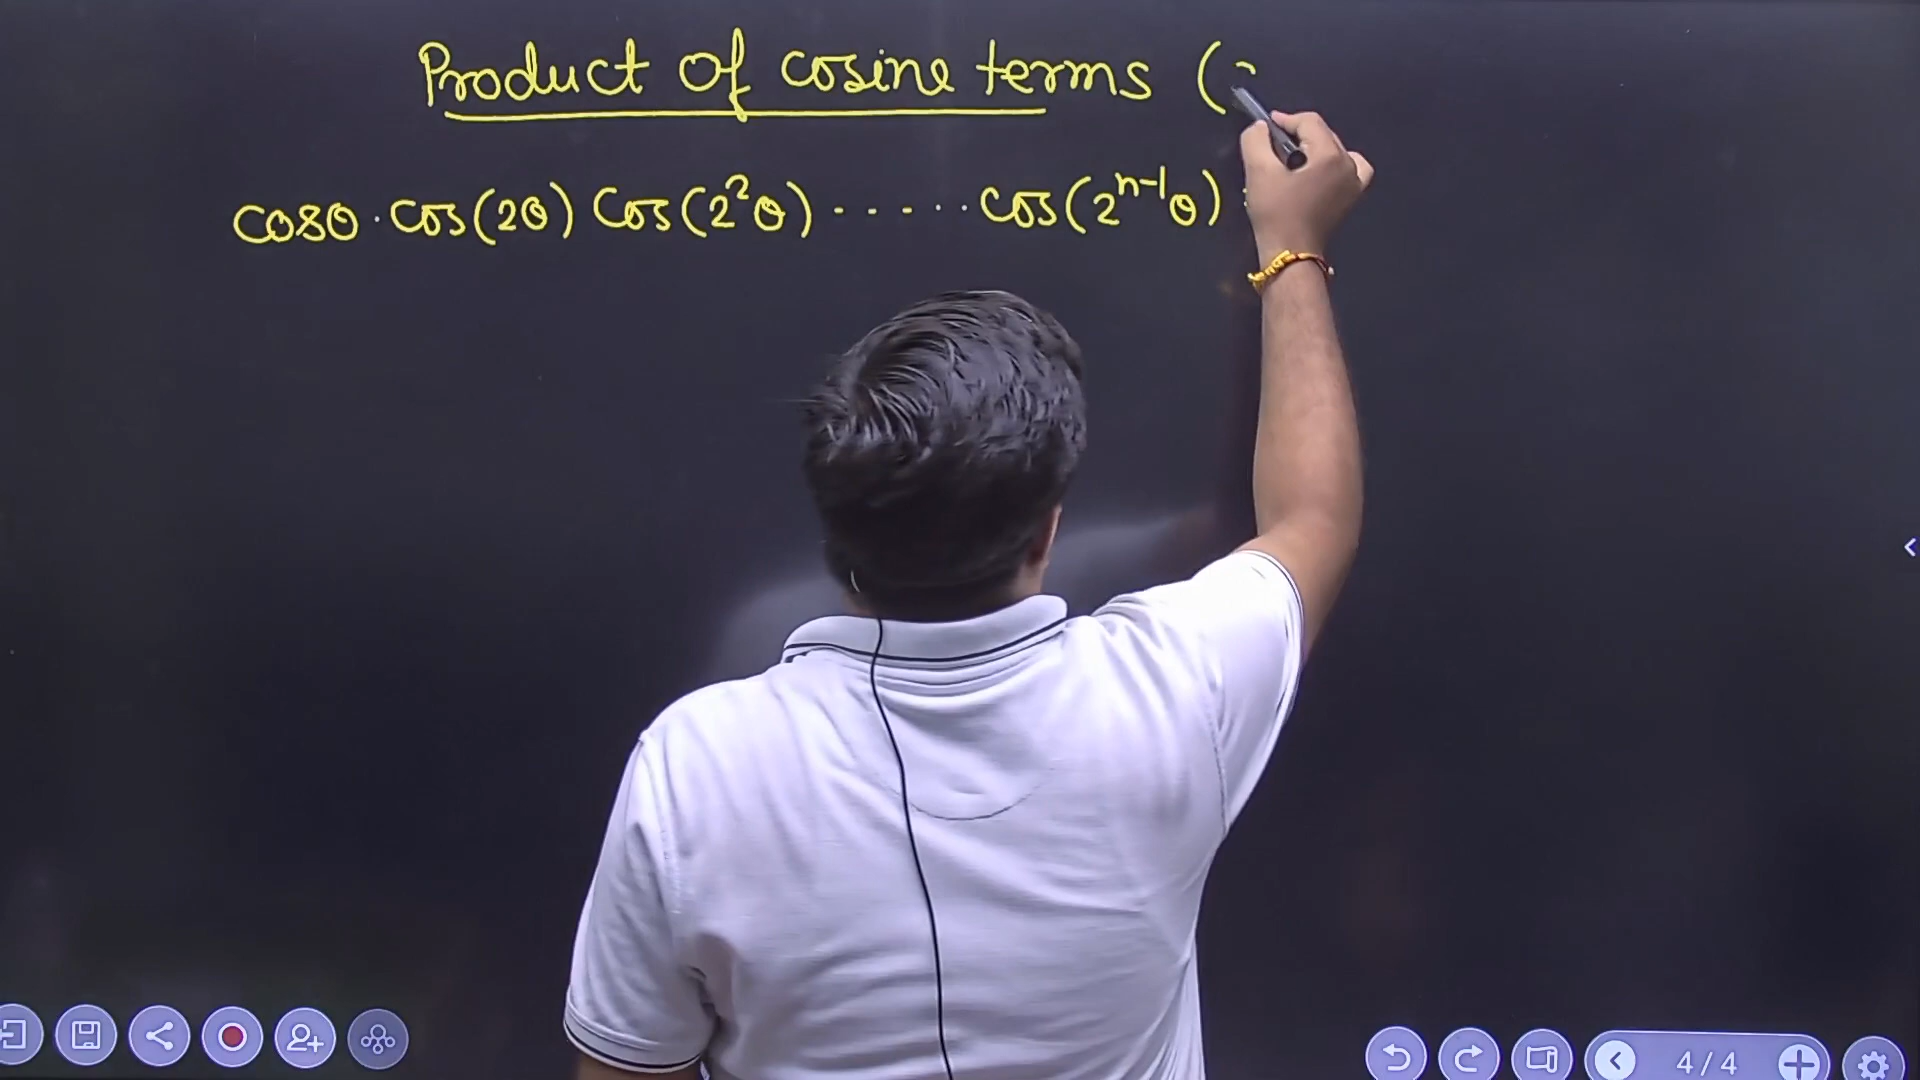 Product of cosine terms (
cosθ · cos(2θ) cos(2²θ) - - - - · · cos(2ⁿ⁻¹θ)
4/4